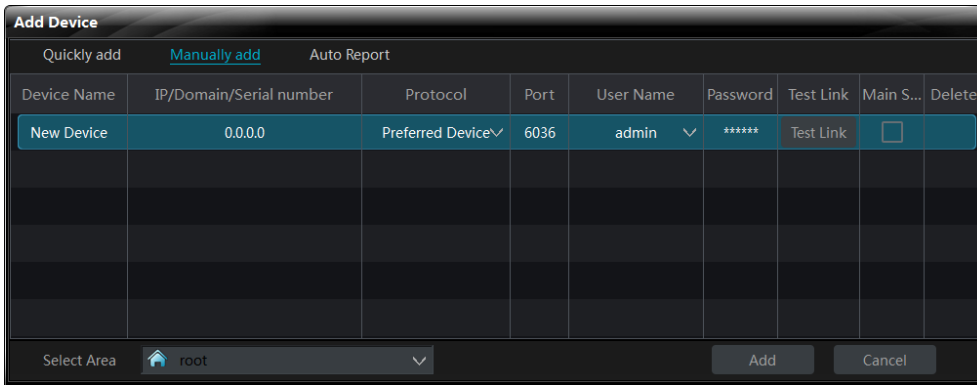 Add Device
Quickly add Manually add Auto Report
Device Name IP/Domain/Serial number Protocol Port User Name Password Test Link Main S... Delete
New Device 0.0.0.0 Preferred Device 6036 admin ****** Test Link
Select Area root Add Cancel